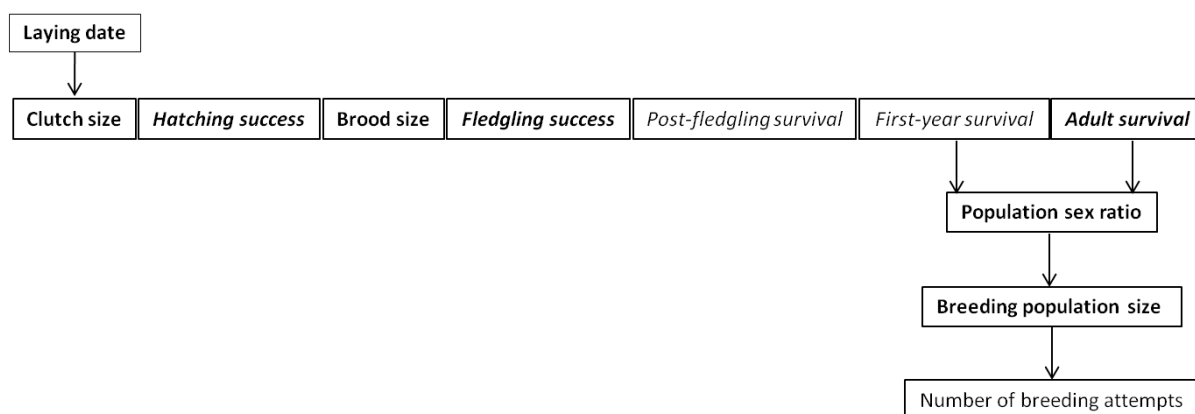 Laying date
Clutch size
Hatching success
Brood size
Fledgling success
Post-fledgling survival
First-year survival
Adult survival
Population sex ratio
Breeding population size
Number of breeding attempts